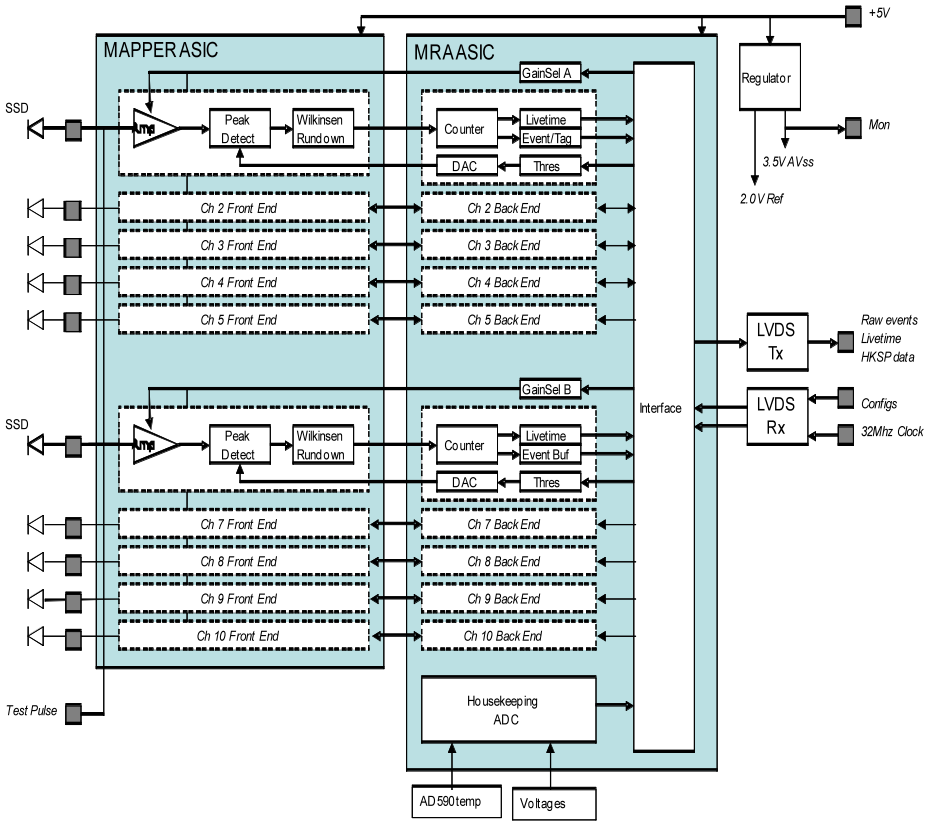 +5V
MAPPER ASIC
MRA ASIC
GainSel A
Regulator
SSD
Amp
Peak
Detect
Wilkinsen
Rundown
Counter
Livetime
Event/Tag
DAC
Thres
Mon
3.5V AVss
2.0V Ref
Ch 2 Front End
Ch 2 Back End
Ch 3 Front End
Ch 3 Back End
Ch 4 Front End
Ch 4 Back End
Ch 5 Front End
Ch 5 Back End
LVDS
Tx
Raw events
Livetime
HKSP data
GainSel B
Interface
LVDS
Rx
Configs
32Mhz Clock
SSD
Amp
Peak
Detect
Wilkinsen
Rundown
Counter
Livetime
Event Buf
DAC
Thres
Ch 7 Front End
Ch 7 Back End
Ch 8 Front End
Ch 8 Back End
Ch 9 Front End
Ch 9 Back End
Ch 10 Front End
Ch 10 Back End
Test Pulse
Housekeeping
ADC
AD590 temp
Voltages